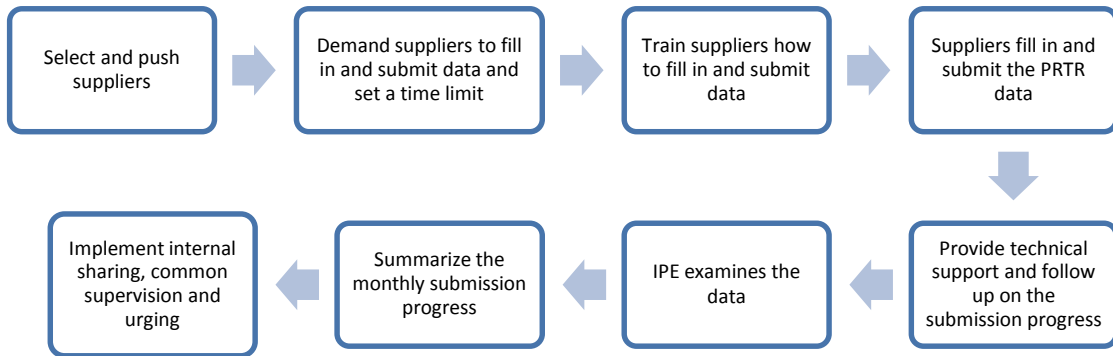 Select and push
suppliers
Demand suppliers to fill
in and submit data and
set a time limit
Train suppliers how
to fill in and submit
data
Suppliers fill in and
submit the PRTR
data
Provide technical
support and follow
up on the
submission progress
IPE examines the
data
Summarize the
monthly submission
progress
Implement internal
sharing, common
supervision and
urging